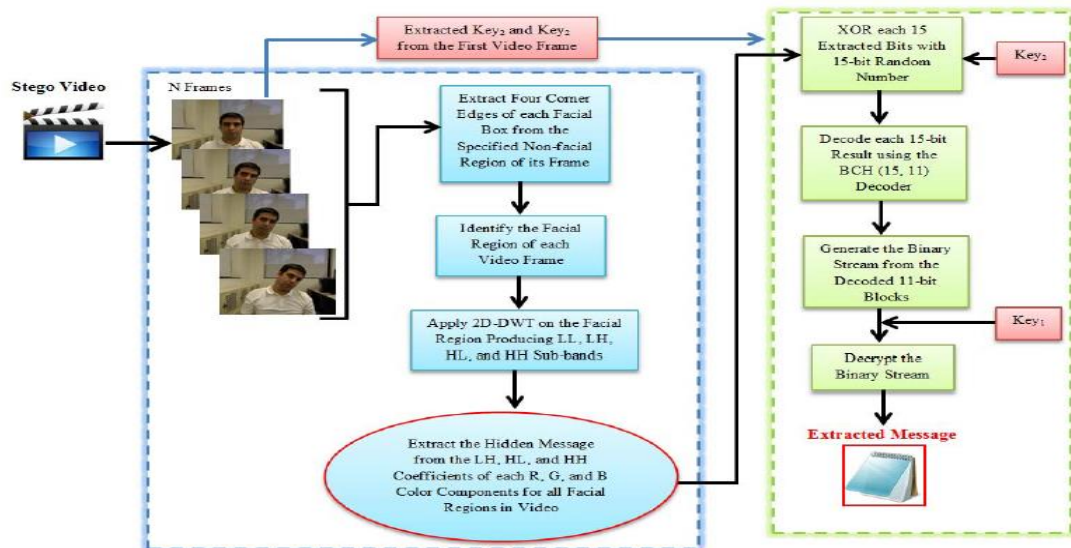 Extracted Key₂ and Key₂
from the First Video Frame
Stego Video
N Frames
Extract Four Corner
Edges of each Facial
Box from the
Specified Non-facial
Region of its Frame
Identify the Facial
Region of each
Video Frame
Apply 2D-DWT on the Facial
Region Producing LL, LH,
HL, and HH Sub-bands
Extract the Hidden Message
from the LH, HL, and HH
Coefficients of each R, G, and B
Color Components for all Facial
Regions in Video
XOR each 15
Extracted Bits with
15-bit Random
Number
Key₂
Decode each 15-bit
Result using the
BCH (15, 11)
Decoder
Generate the Binary
Stream from the
Decoded 11-bit
Blocks
Key₁
Decrypt the
Binary Stream
Extracted Message